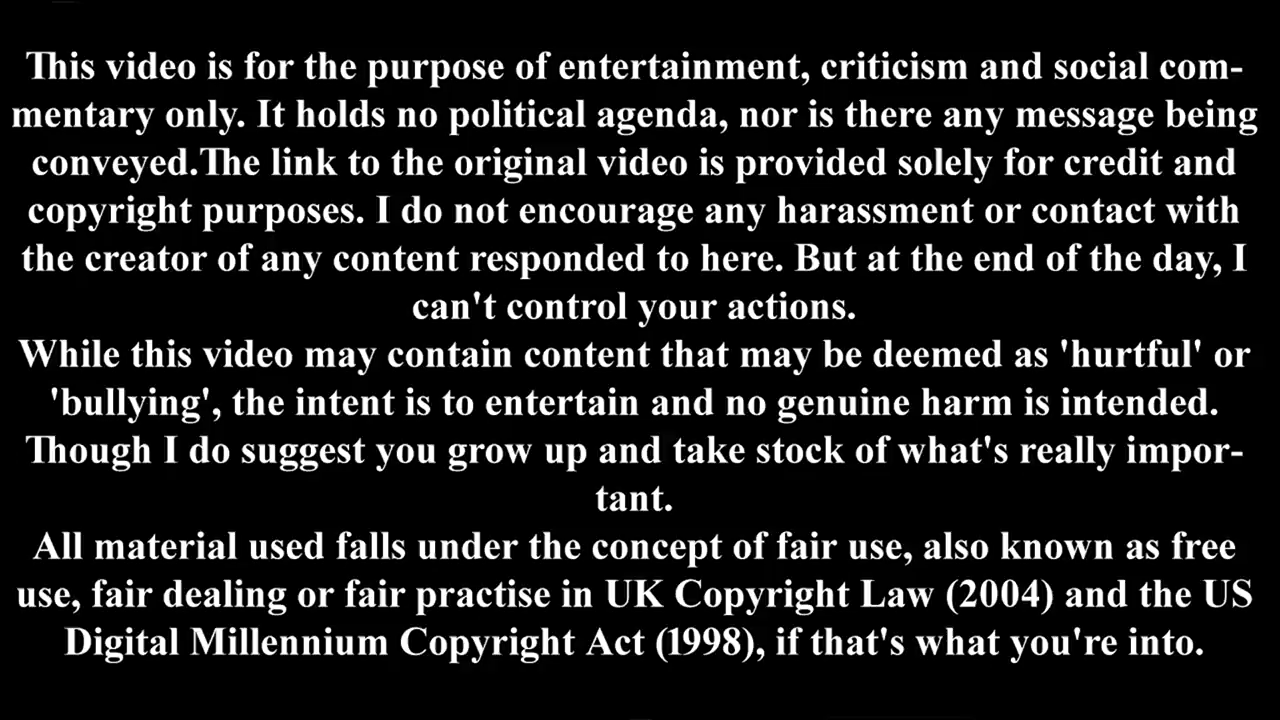 This video is for the purpose of entertainment, criticism and social com-
mentary only. It holds no political agenda, nor is there any message being
conveyed.The link to the original video is provided solely for credit and
copyright purposes. I do not encourage any harassment or contact with
the creator of any content responded to here. But at the end of the day, I
can't control your actions.
While this video may contain content that may be deemed as 'hurtful' or
'bullying', the intent is to entertain and no genuine harm is intended.
Though I do suggest you grow up and take stock of what's really impor-
tant.
All material used falls under the concept of fair use, also known as free
use, fair dealing or fair practise in UK Copyright Law (2004) and the US
Digital Millennium Copyright Act (1998), if that's what you're into.